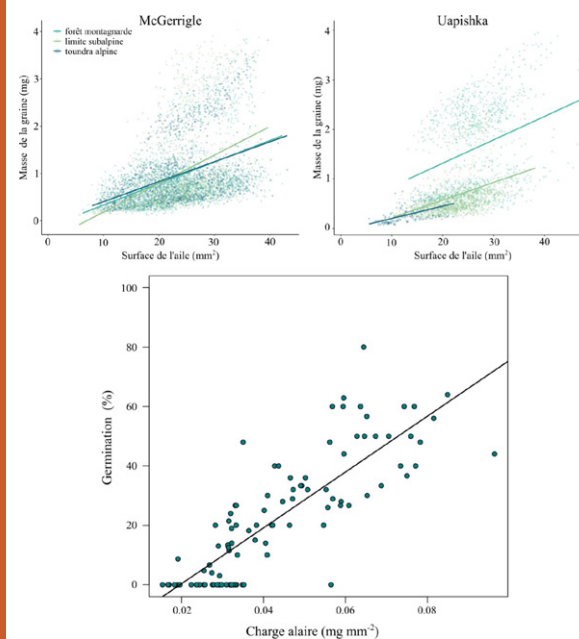 McGerrigle
forêt montagnarde
limite subalpine
toundra alpine
Masse de la graine (mg)
4
3
2
1
0
0 10 20 30 40
Surface de l'aile (mm²)
Uapishka
Masse de la graine (mg)
4
3
2
1
0
0 10 20 30 40
Surface de l'aile (mm²)
Germination (%)
100
80
60
40
20
0
0.02 0.04 0.06 0.08
Charge alaire (mg mm⁻²)